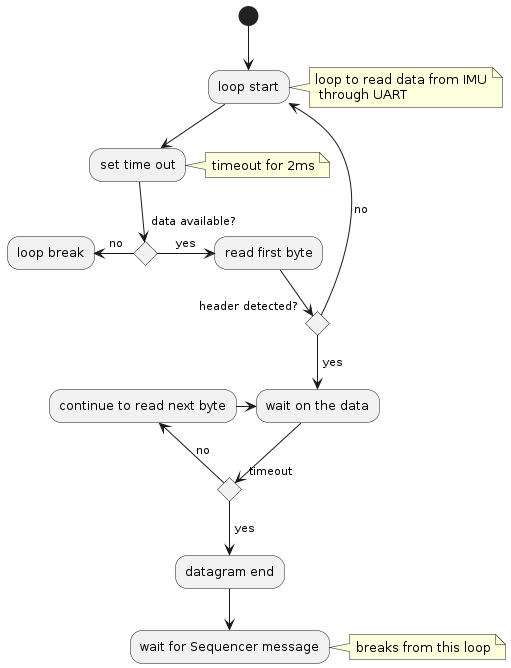 loop start
loop to read data from IMU
through UART
set time out
timeout for 2ms
data available?
no
loop break
yes
read first byte
no
header detected?
yes
continue to read next byte
wait on the data
no
timeout
yes
datagram end
wait for Sequencer message
breaks from this loop